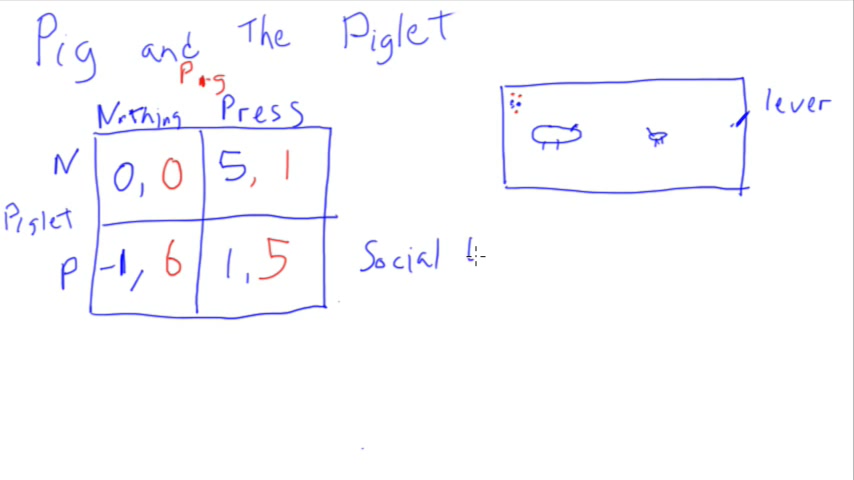 Pig and The Piglet
Pig
Nothing Press
N 0, 0 5, 1
Piglet
P -1, 6 1, 5
lever
Social